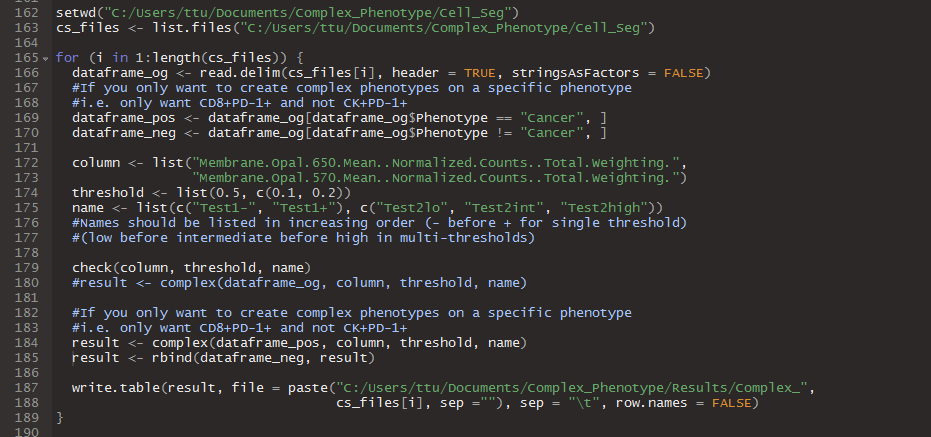 162 setwd("C:/Users/ttu/Documents/Complex_Phenotype/Cell_Seg")
163 cs_files <- list.files("C:/Users/ttu/Documents/Complex_Phenotype/Cell_Seg")
164
165 for (i in 1:length(cs_files)) {
166   dataframe_og <- read.delim(cs_files[i], header = TRUE, stringsAsFactors = FALSE)
167   #If you only want to create complex phenotypes on a specific phenotype
168   #i.e. only want CD8+PD-1+ and not CK+PD-1+
169   dataframe_pos <- dataframe_og[dataframe_og$Phenotype == "Cancer", ]
170   dataframe_neg <- dataframe_og[dataframe_og$Phenotype != "Cancer", ]
171
172   column <- list("Membrane.Opal.650.Mean..Normalized.Counts..Total.Weighting.",
173                  "Membrane.Opal.570.Mean..Normalized.Counts..Total.Weighting.")
174   threshold <- list(0.5, c(0.1, 0.2))
175   name <- list(c("Test1-", "Test1+"), c("Test2lo", "Test2int", "Test2high"))
176   #Names should be listed in increasing order (- before + for single threshold)
177   #(low before intermediate before high in multi-thresholds)
178
179   check(column, threshold, name)
180   #result <- complex(dataframe_og, column, threshold, name)
181
182   #If you only want to create complex phenotypes on a specific phenotype
183   #i.e. only want CD8+PD-1+ and not CK+PD-1+
184   result <- complex(dataframe_pos, column, threshold, name)
185   result <- rbind(dataframe_neg, result)
186
187   write.table(result, file = paste("C:/Users/ttu/Documents/Complex_Phenotype/Results/Complex_",
188                                    cs_files[i], sep =""), sep = "\t", row.names = FALSE)
189 }
190